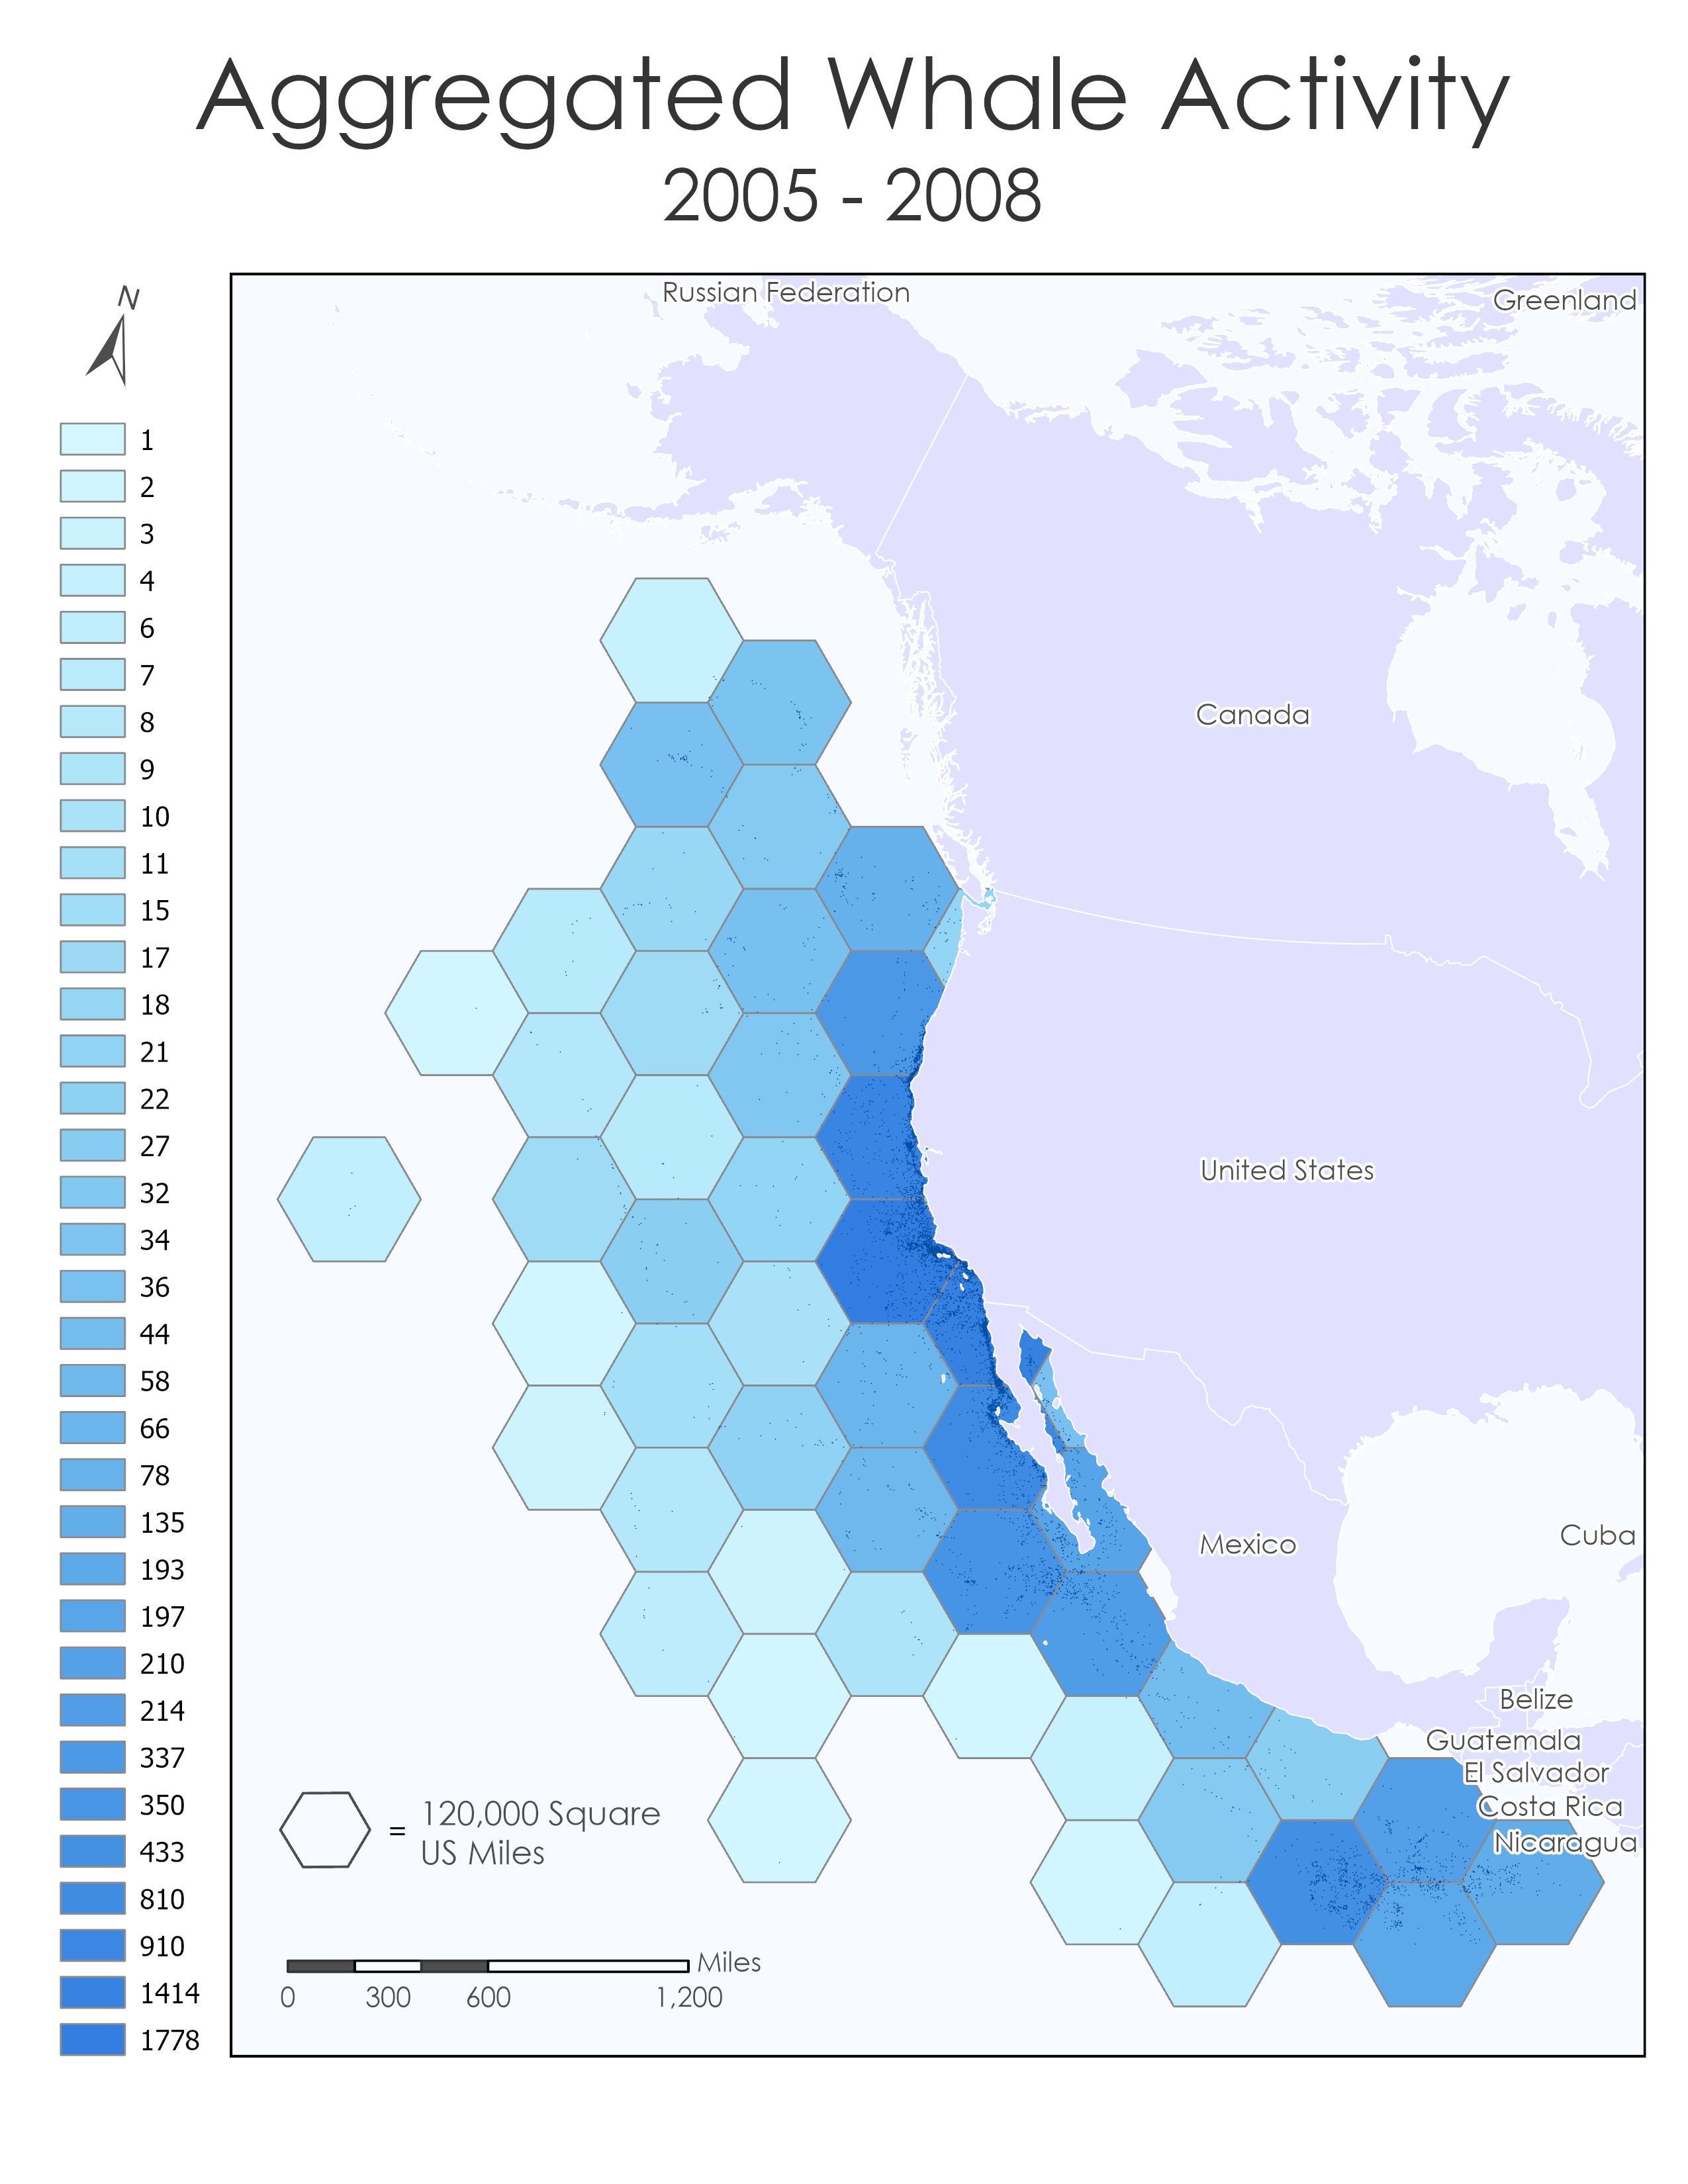 Aggregated Whale Activity
2005 - 2008
N
1
2
3
4
6
7
8
9
10
11
15
17
18
21
22
27
32
34
36
44
58
66
78
135
193
197
210
214
337
350
433
810
910
1414
1778
Russian Federation
Greenland
Canada
United States
Mexico
Cuba
Belize
Guatemala
El Salvador
Costa Rica
Nicaragua
= 120,000 Square
US Miles
Miles
0 300 600 1,200